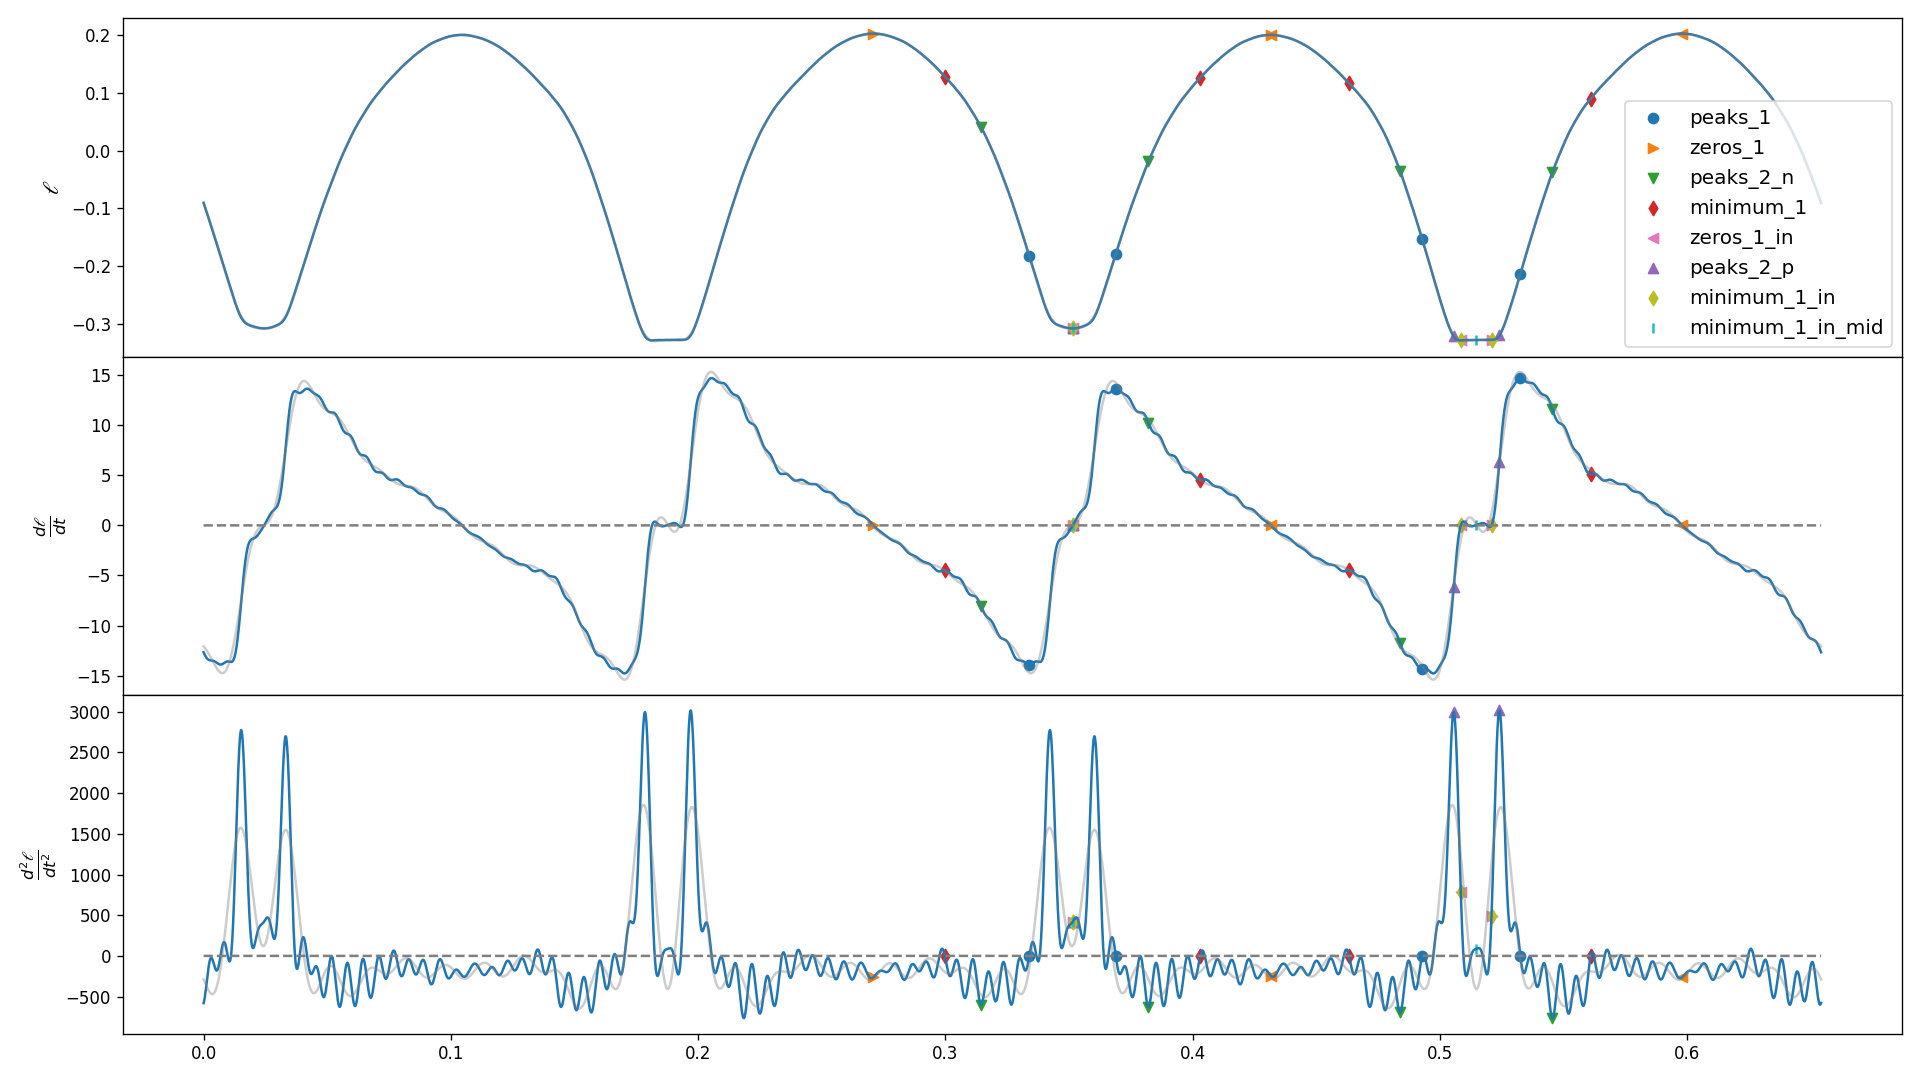 0.2
0.1
0.0
−0.1
−0.2
−0.3
ℓ
peaks_1
zeros_1
peaks_2_n
minimum_1
zeros_1_in
peaks_2_p
minimum_1_in
minimum_1_in_mid
15
10
5
0
−5
−10
−15
dℓ
dt
3000
2500
2000
1500
1000
500
0
−500
d²ℓ
dt²
0.0 0.1 0.2 0.3 0.4 0.5 0.6